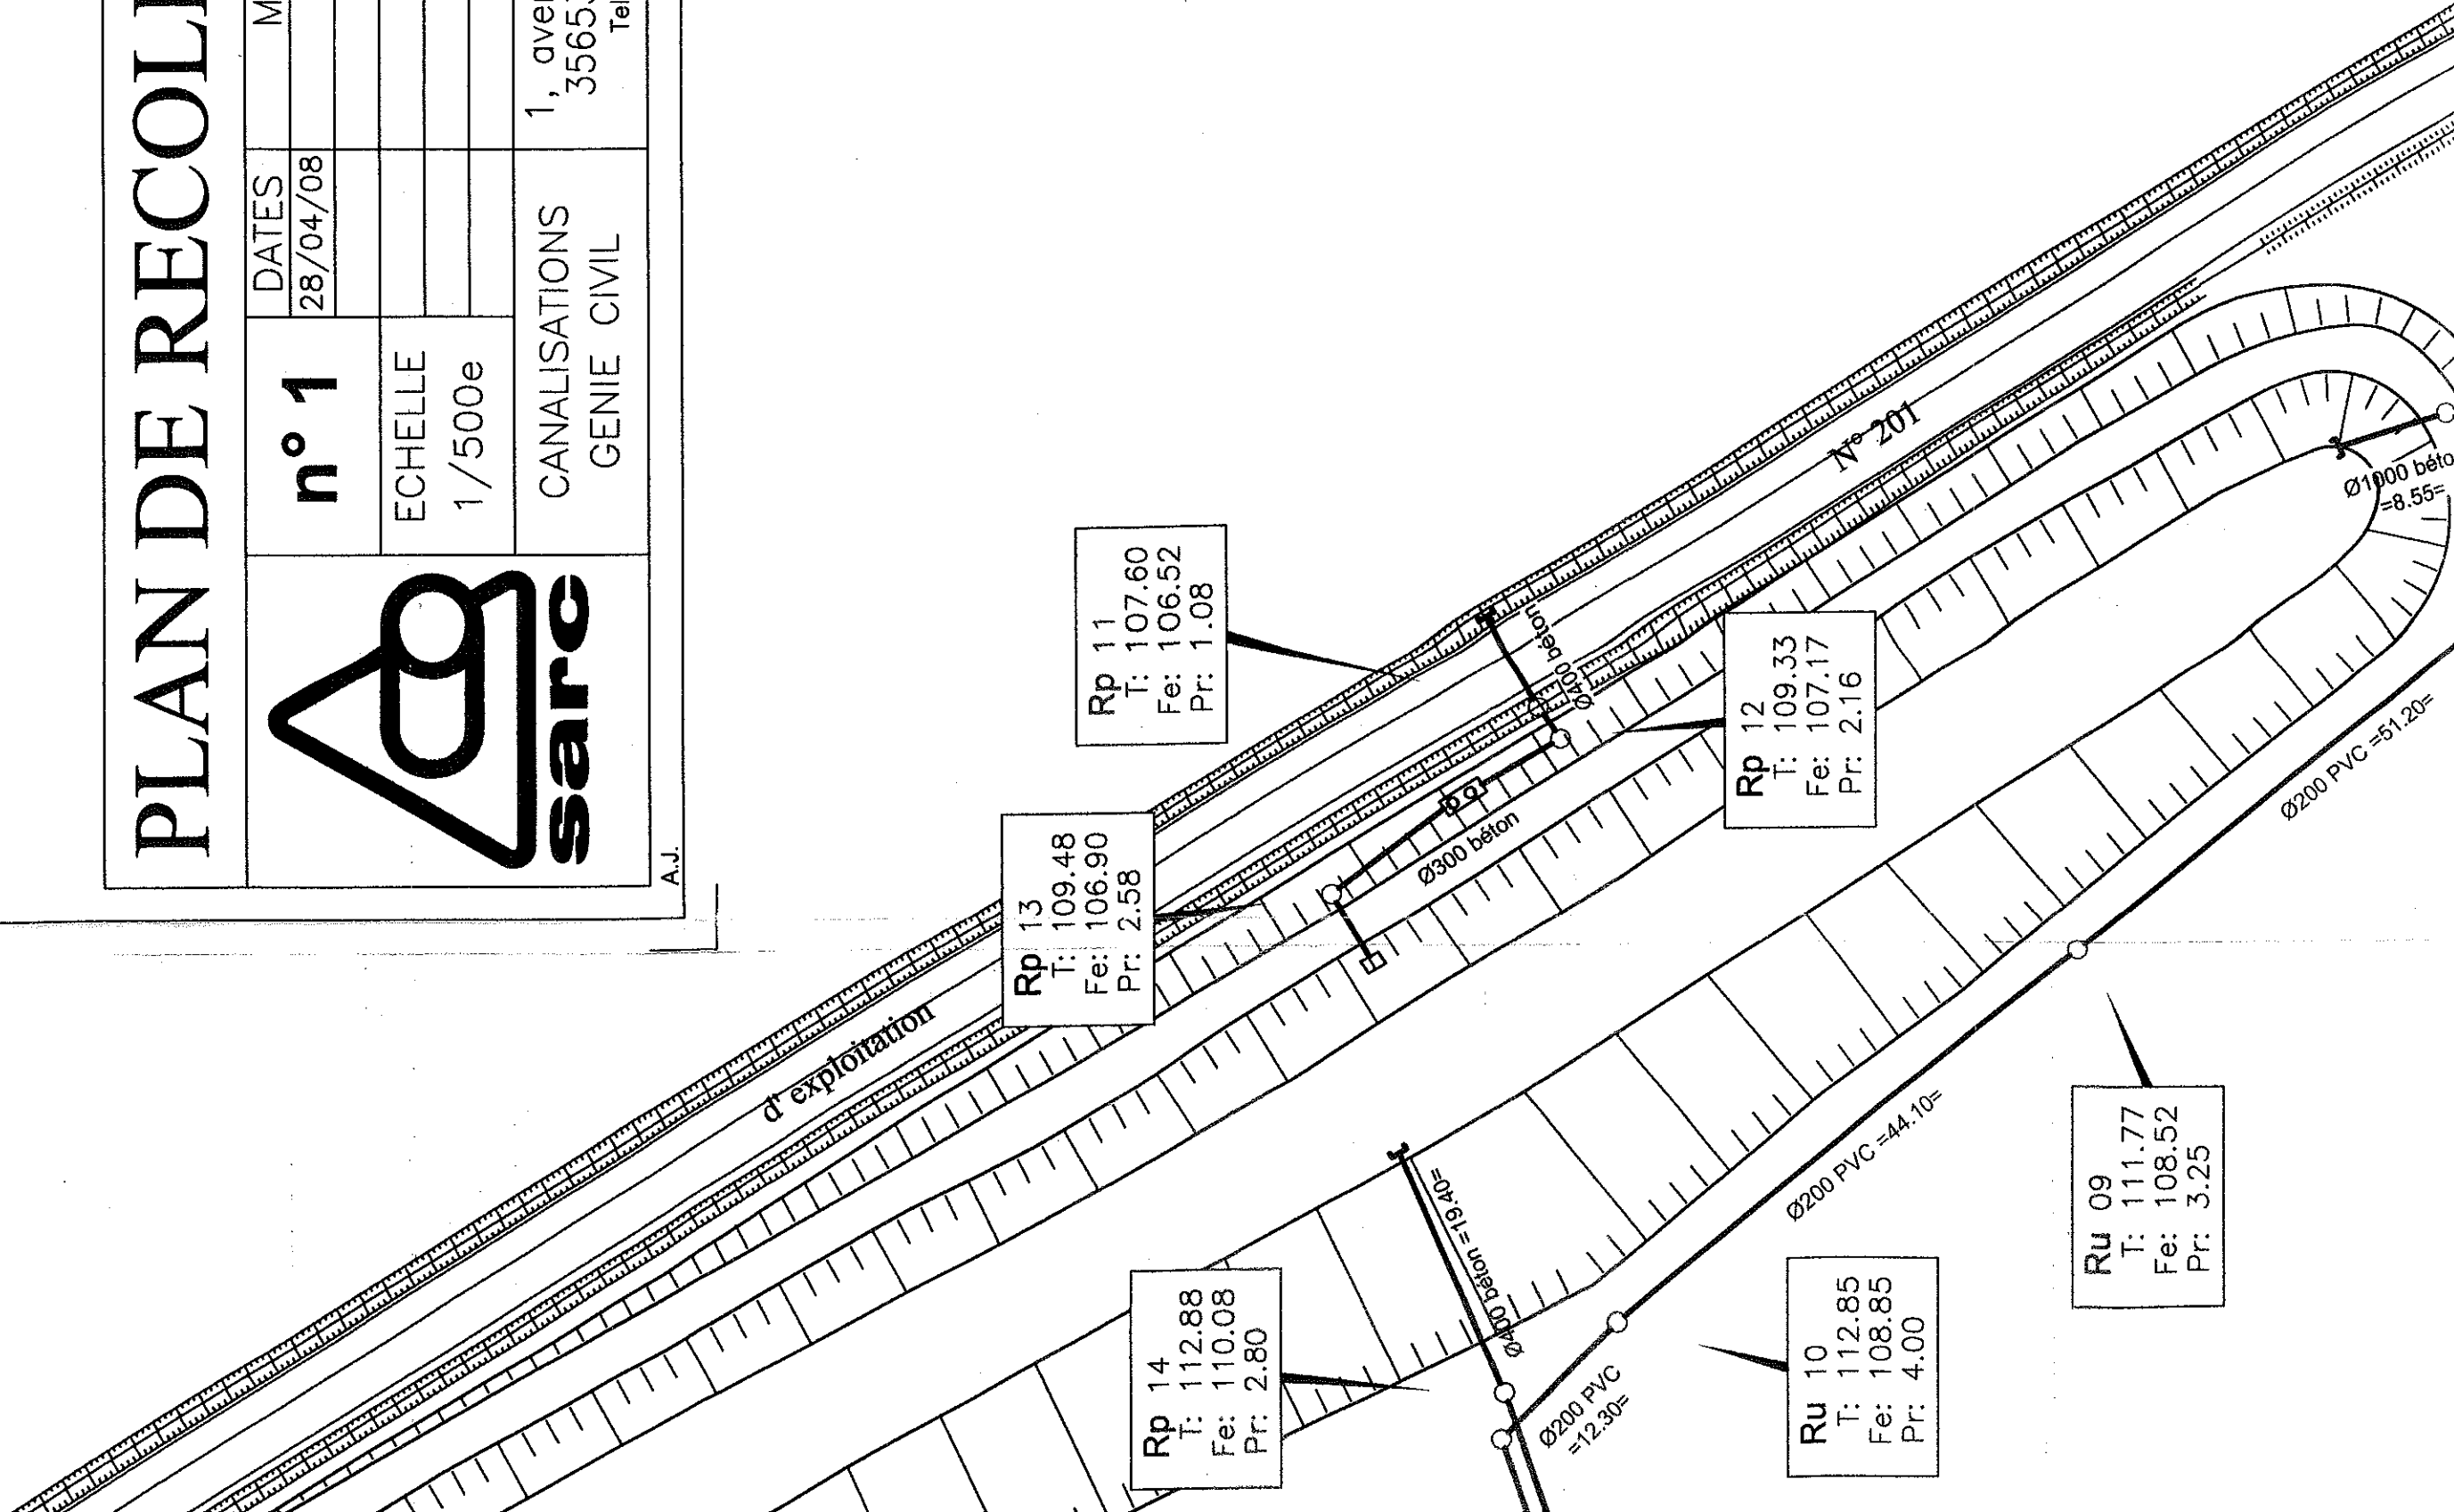 PLAN DE RECOL
n° 1
DATES
28/04/08
M
ECHELLE
1/500e
CANALISATIONS
GENIE CIVIL
1, aven
35653
Tel
sarc
A.J.
Rp 11
T: 107.60
Fe: 106.52
Pr: 1.08
Rp 13
T: 109.48
Fe: 106.90
Pr: 2.58
Rp 12
T: 109.33
Fe: 107.17
Pr: 2.16
Rp 14
T: 112.88
Fe: 110.08
Pr: 2.80
Ru 10
T: 112.85
Fe: 108.85
Pr: 4.00
Ru 09
T: 111.77
Fe: 108.52
Pr: 3.25
d' exploitation
N° 201
Ø400 béton
Ø300 béton
Ø1000 béto
=8.55=
Ø200 PVC =51.20=
Ø200 PVC =44.10=
Ø400 béton =19.40=
Ø200 PVC
=12.30=